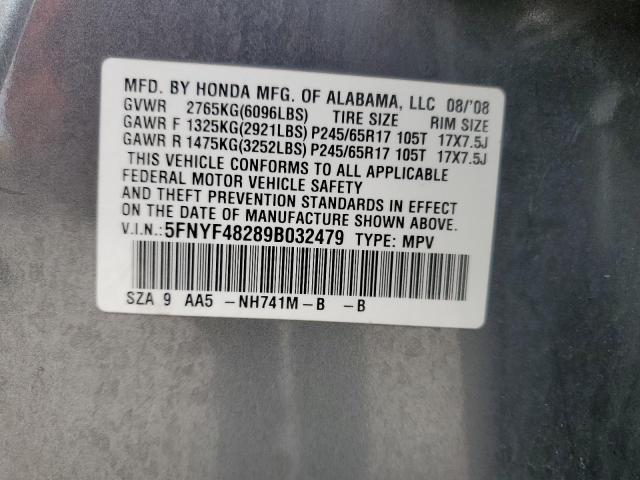 MFD. BY HONDA MFG. OF ALABAMA, LLC 08/'08
GVWR 2765KG(6096LBS) TIRE SIZE RIM SIZE
GAWR F 1325KG(2921LBS) P245/65R17 105T 17X7.5J
GAWR R 1475KG(3252LBS) P245/65R17 105T 17X7.5J
THIS VEHICLE CONFORMS TO ALL APPLICABLE
FEDERAL MOTOR VEHICLE SAFETY
AND THEFT PREVENTION STANDARDS IN EFFECT
ON THE DATE OF MANUFACTURE SHOWN ABOVE.
V.I.N.: 5FNYF48289B032479 TYPE: MPV
SZA 9 AA5 -NH741M-B -B